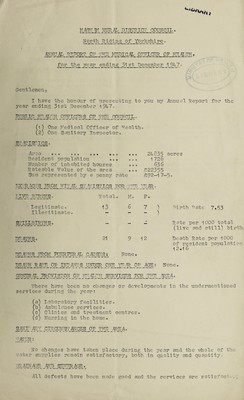 LIBRARY
MASHAM RURAL DISTRICT COUNCIL.
North Riding of Yorkshire.
ANNUAL REPORT OF THE MEDICAL OFFICER OF HEALTH.
for the year ending 31st December 1947.
Gentlemen,
I have the honour of presenting to you my Annual Report for the
year ending 31st December 1947.
PUBLIC HEALTH OFFICERS OF THE COUNCIL.
(1) One Medical Officer of Health.
(2) One Sanitary Inspector.
STATISTICS.
Area ... ... ... ... ... 24035 acres
Resident population ... ... 1726
Number of inhabited houses
Rateable Value of the area ...
Sum represented by a penny rate
EXTRACTS FROM VITAL STATISTICS FOR THE YEAR.
LIVE BIRTHS. Total. M. F.
Legitimate. 13 6 7 ) Birth Rate 7.53
Illegitimate. - - - )
STILLBIRTHS. - - - Rate per 1000 total
(live and still) birth
DEATHS. 21 9 12 Death Rate per 1000
of resident population
12.16
DEATHS FROM PUERPERAL CAUSES: None.
DEATH RATE OF INFANTS UNDER ONE YEAR OF AGE: None.
GENERAL PROVISION OF HEALTH SERVICES FOR THE AREA.
There have been no changes or developments in the undermentioned
services during the year:
(a) Laboratory facilities.
(b) Ambulance services.
(c) Clinics and treatment centres.
(d) Nursing in the home.
SANITARY CIRCUMSTANCES OF THE AREA.
WATER:
No changes have taken place during the year and the whole of the
water supplies remain satisfactory, both in quality and quantity.
DRAINAGE AND SEWERAGE:
All defects have been made good and the services are satisfactory